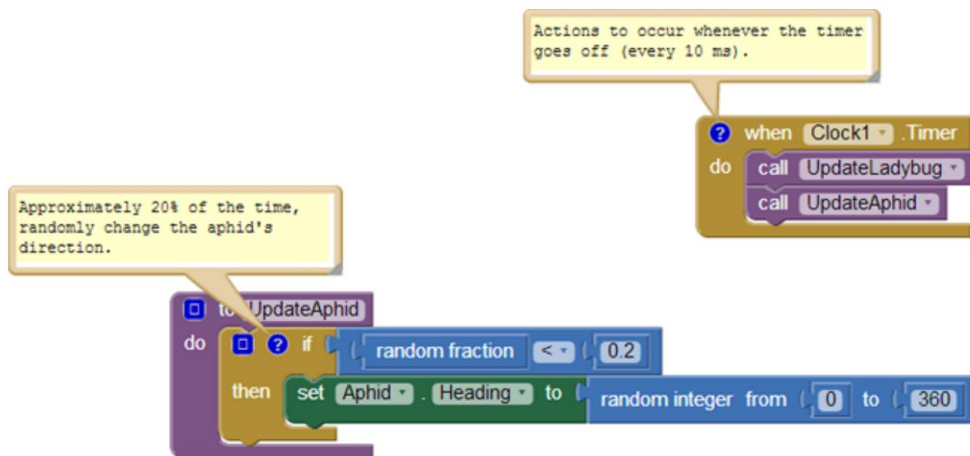 Actions to occur whenever the timer
goes off (every 10 ms).
when Clock1 .Timer
do call UpdateLadybug
call UpdateAphid
Approximately 20% of the time,
randomly change the aphid's
direction.
to UpdateAphid
do if random fraction < 0.2
then set Aphid . Heading to random integer from 0 to 360